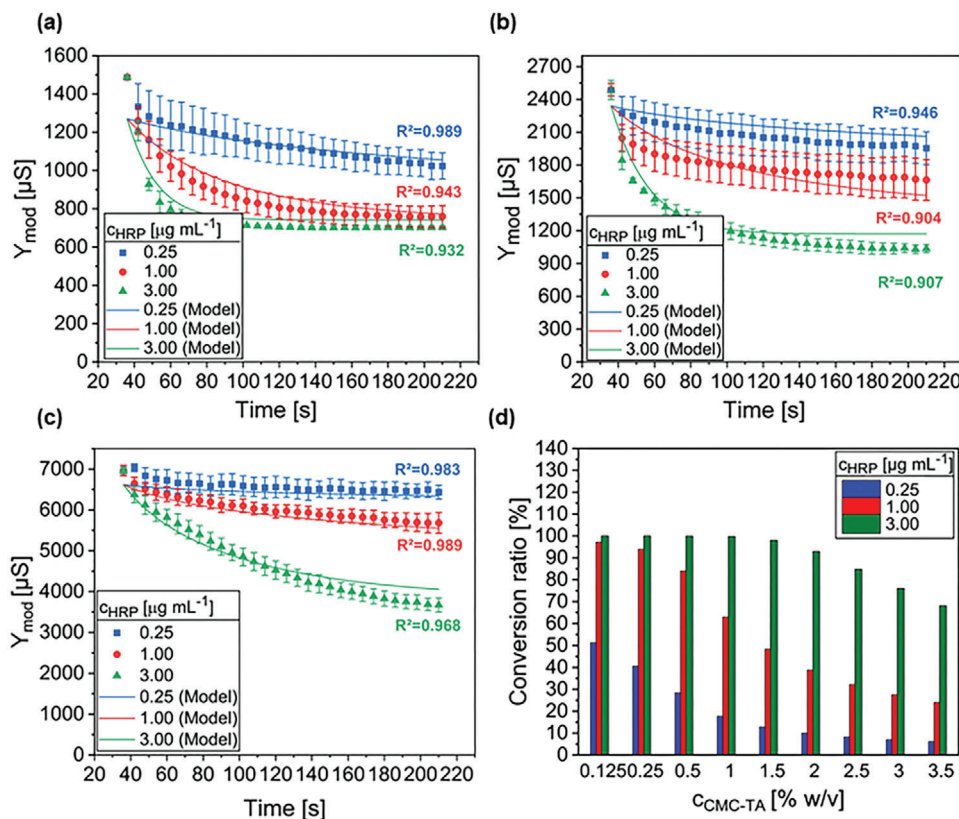 (a)
1600
1400
1200
1000
800
600
400
200
0
Ymod [µS]
R²=0.989
R²=0.943
R²=0.932
cHRP [µg mL-1]
0.25
1.00
3.00
0.25 (Model)
1.00 (Model)
3.00 (Model)
20 40 60 80 100 120 140 160 180 200 220
Time [s]
(b)
2700
2400
2100
1800
1500
1200
900
600
300
0
Ymod [µS]
R²=0.946
R²=0.904
R²=0.907
cHRP [µg mL-1]
0.25
1.00
3.00
0.25 (Model)
1.00 (Model)
3.00 (Model)
20 40 60 80 100 120 140 160 180 200 220
Time [s]
(c)
7000
6000
5000
4000
3000
2000
1000
0
Ymod [µS]
R²=0.983
R²=0.989
R²=0.968
cHRP [µg mL-1]
0.25
1.00
3.00
0.25 (Model)
1.00 (Model)
3.00 (Model)
20 40 60 80 100 120 140 160 180 200 220
Time [s]
(d)
140
130
120
110
100
90
80
70
60
50
40
30
20
10
0
Conversion ratio [%]
cHRP [µg mL-1]
0.25
1.00
3.00
0.125 0.25 0.5 1 1.5 2 2.5 3 3.5
cCMC-TA [% w/v]